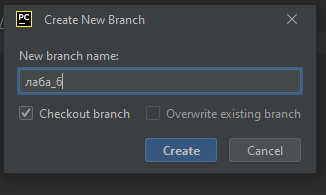 PC
Create New Branch
New branch name:
лаба_6
Checkout branch
Overwrite existing branch
Create
Cancel